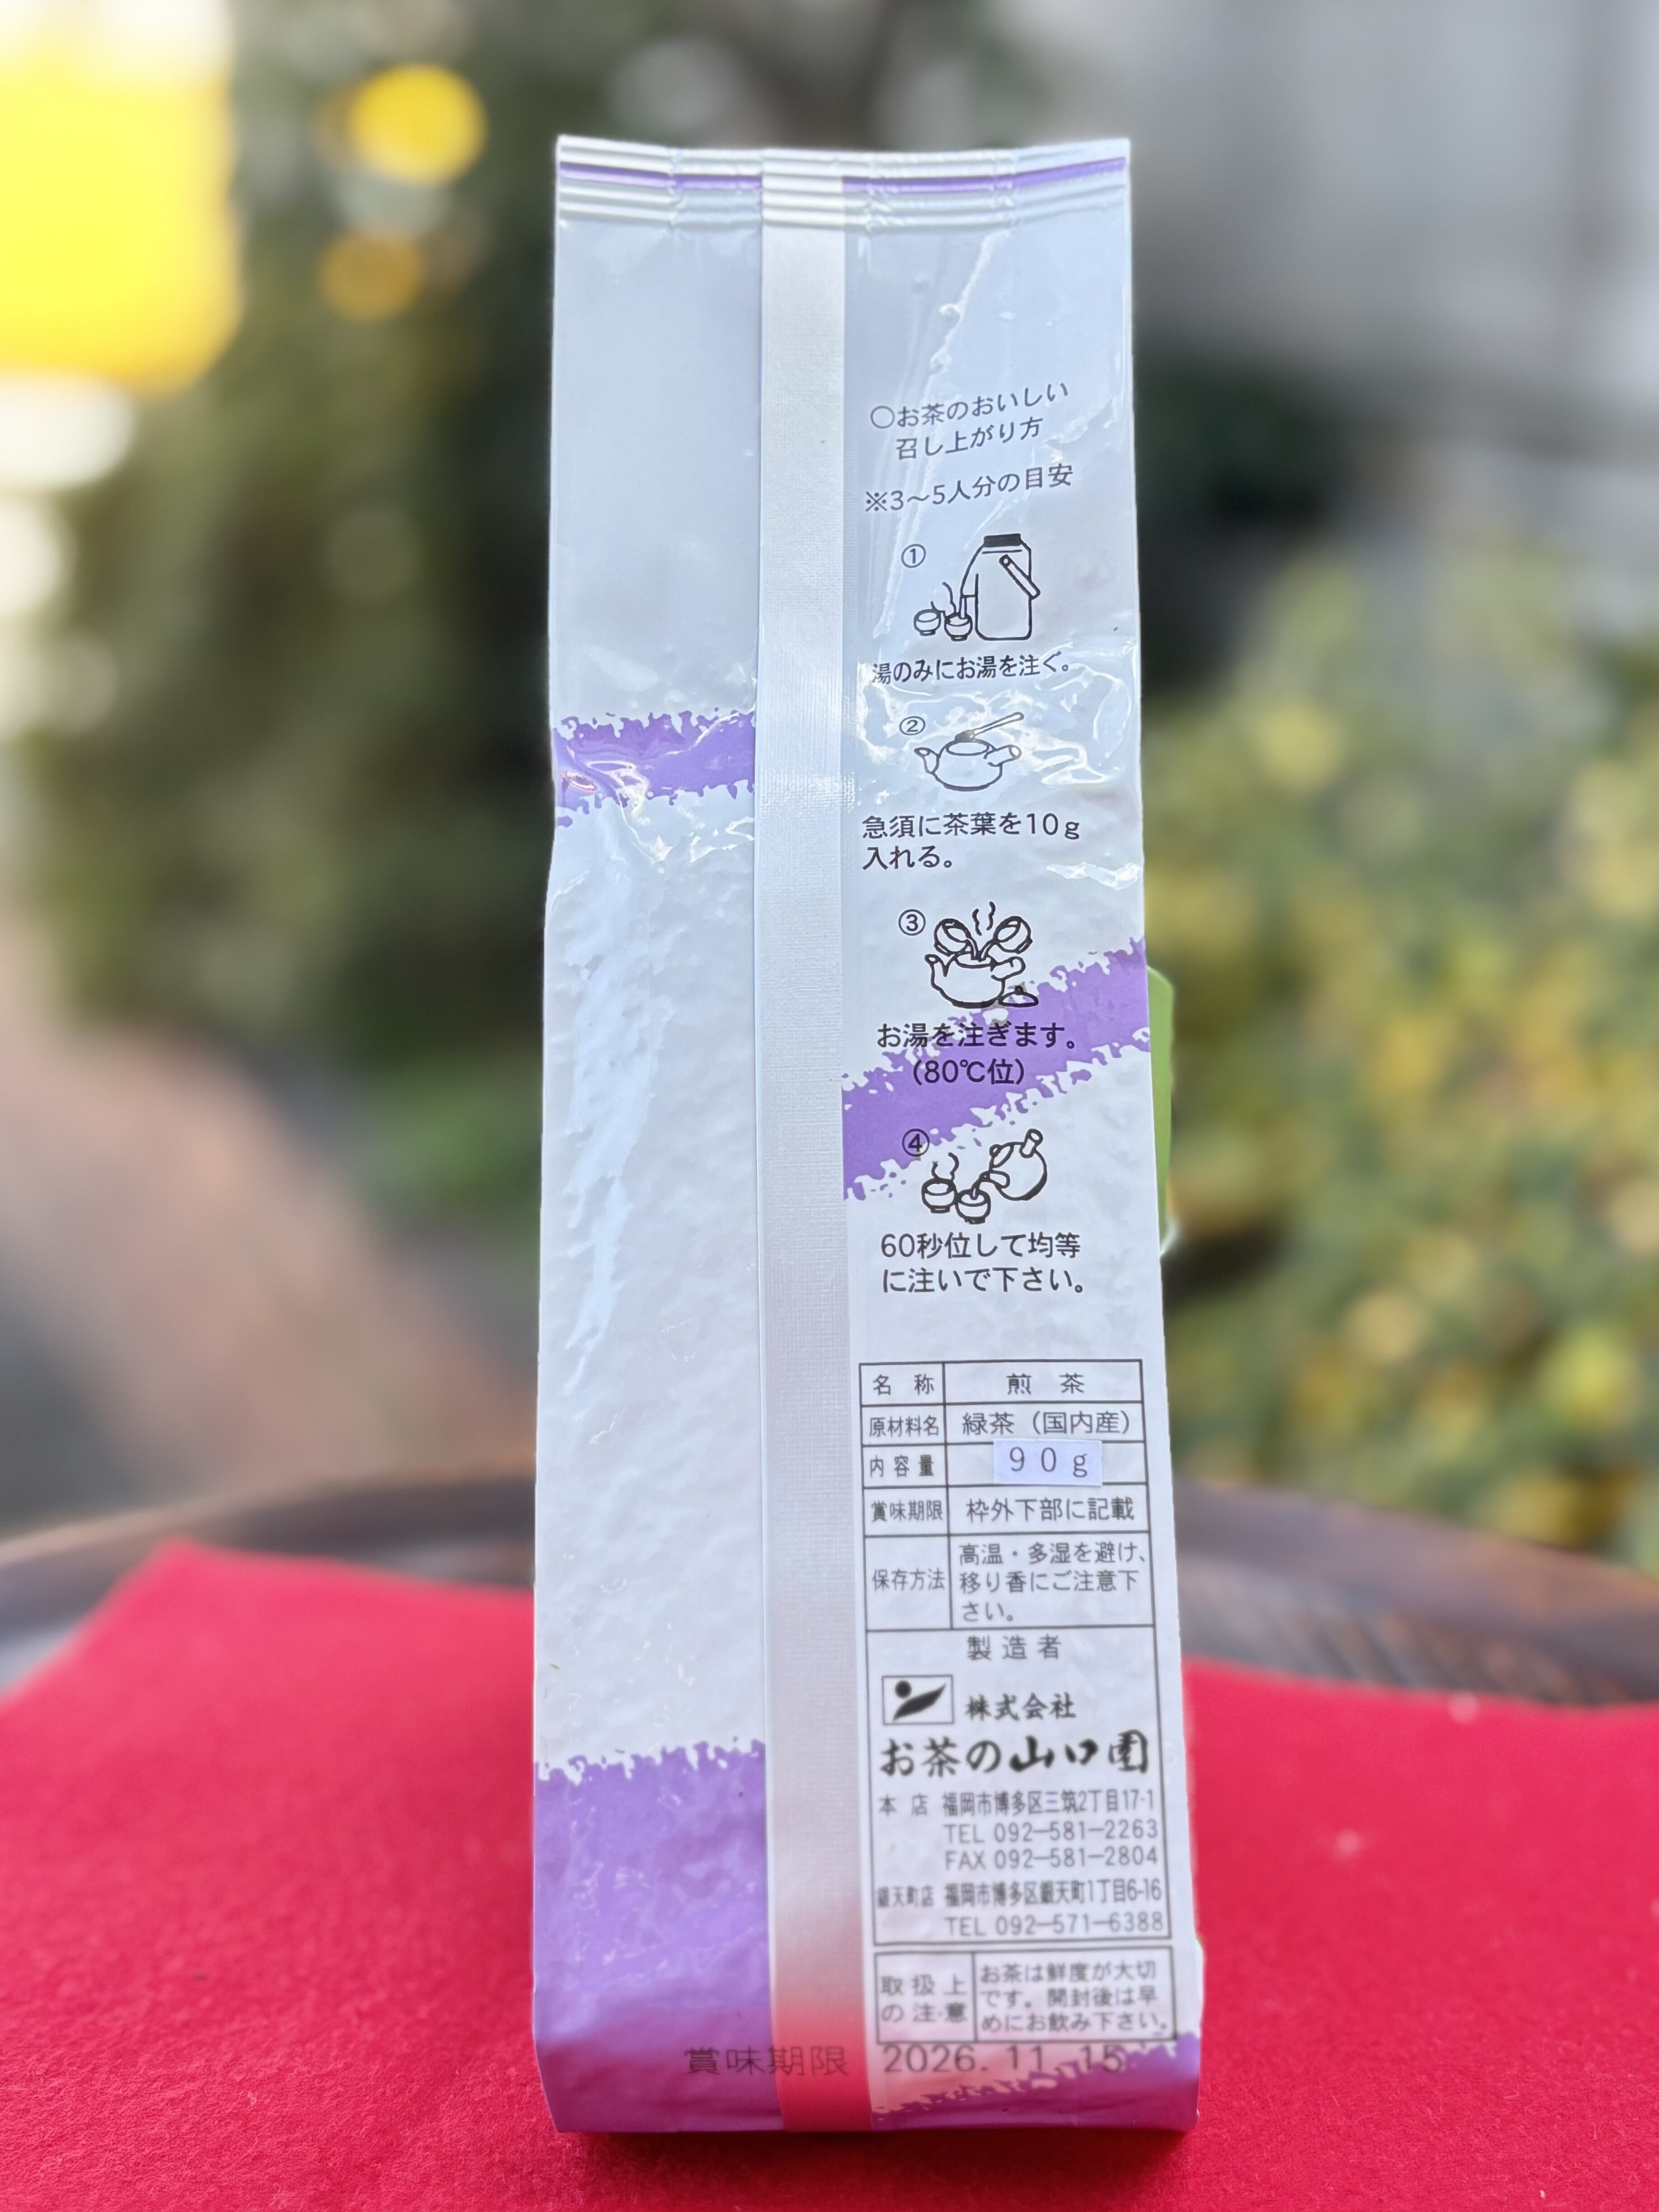 〇お茶のおいしい
召し上がり方
※3～5人分の目安
①
湯のみにお湯を注ぐ。
②
急須に茶葉を10g
入れる。
③
お湯を注ぎます。
(80℃位)
④
60秒位して均等
に注いで下さい。
名 称 煎 茶
原材料名 緑茶(国内産)
内容量 90g
賞味期限 枠外下部に記載
保存方法 高温・多湿を避け、
移り香にご注意下
さい。
製造者
株式会社
お茶の山口園
本 店 福岡市博多区三筑2丁目17-1
TEL 092-581-2263
FAX 092-581-2804
銀天町店 福岡市博多区銀天町1丁目6-16
TEL 092-571-6388
取扱上 お茶は鮮度が大切
の注意 です。開封後は早
めにお飲み下さい。
賞味期限 2026.11.15